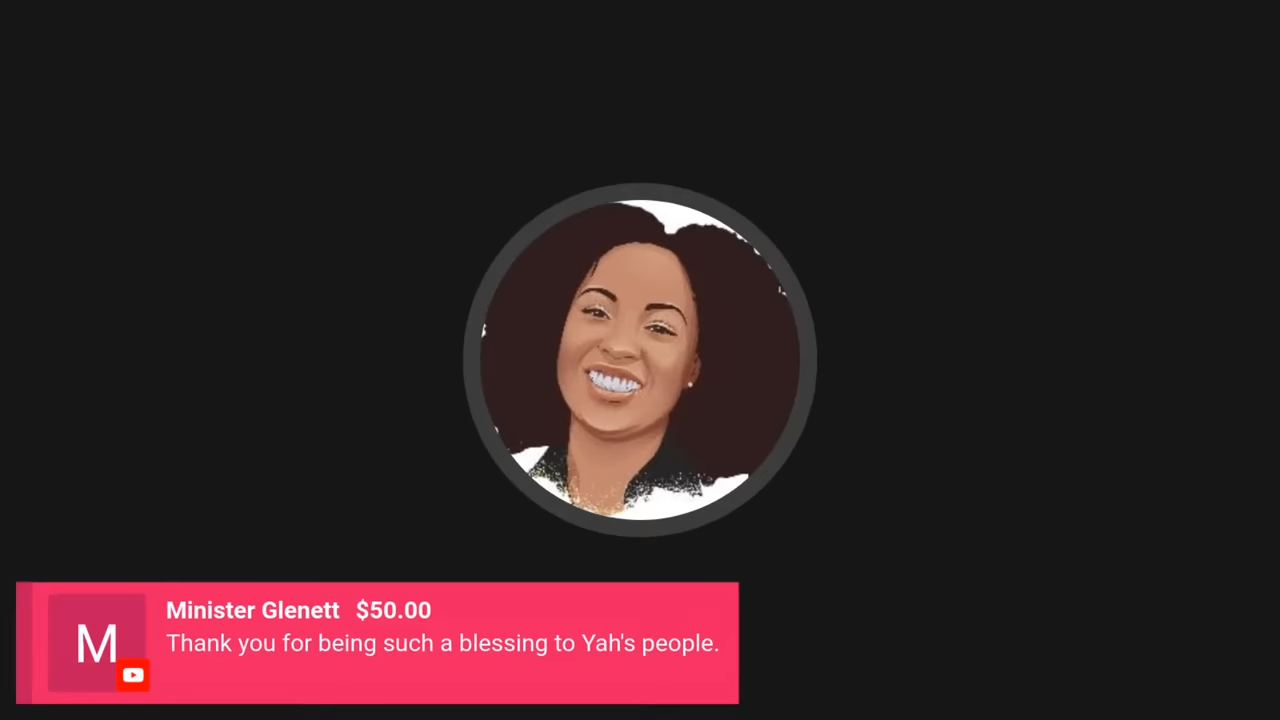 Minister Glenett $50.00
M
Thank you for being such a blessing to Yah's people.